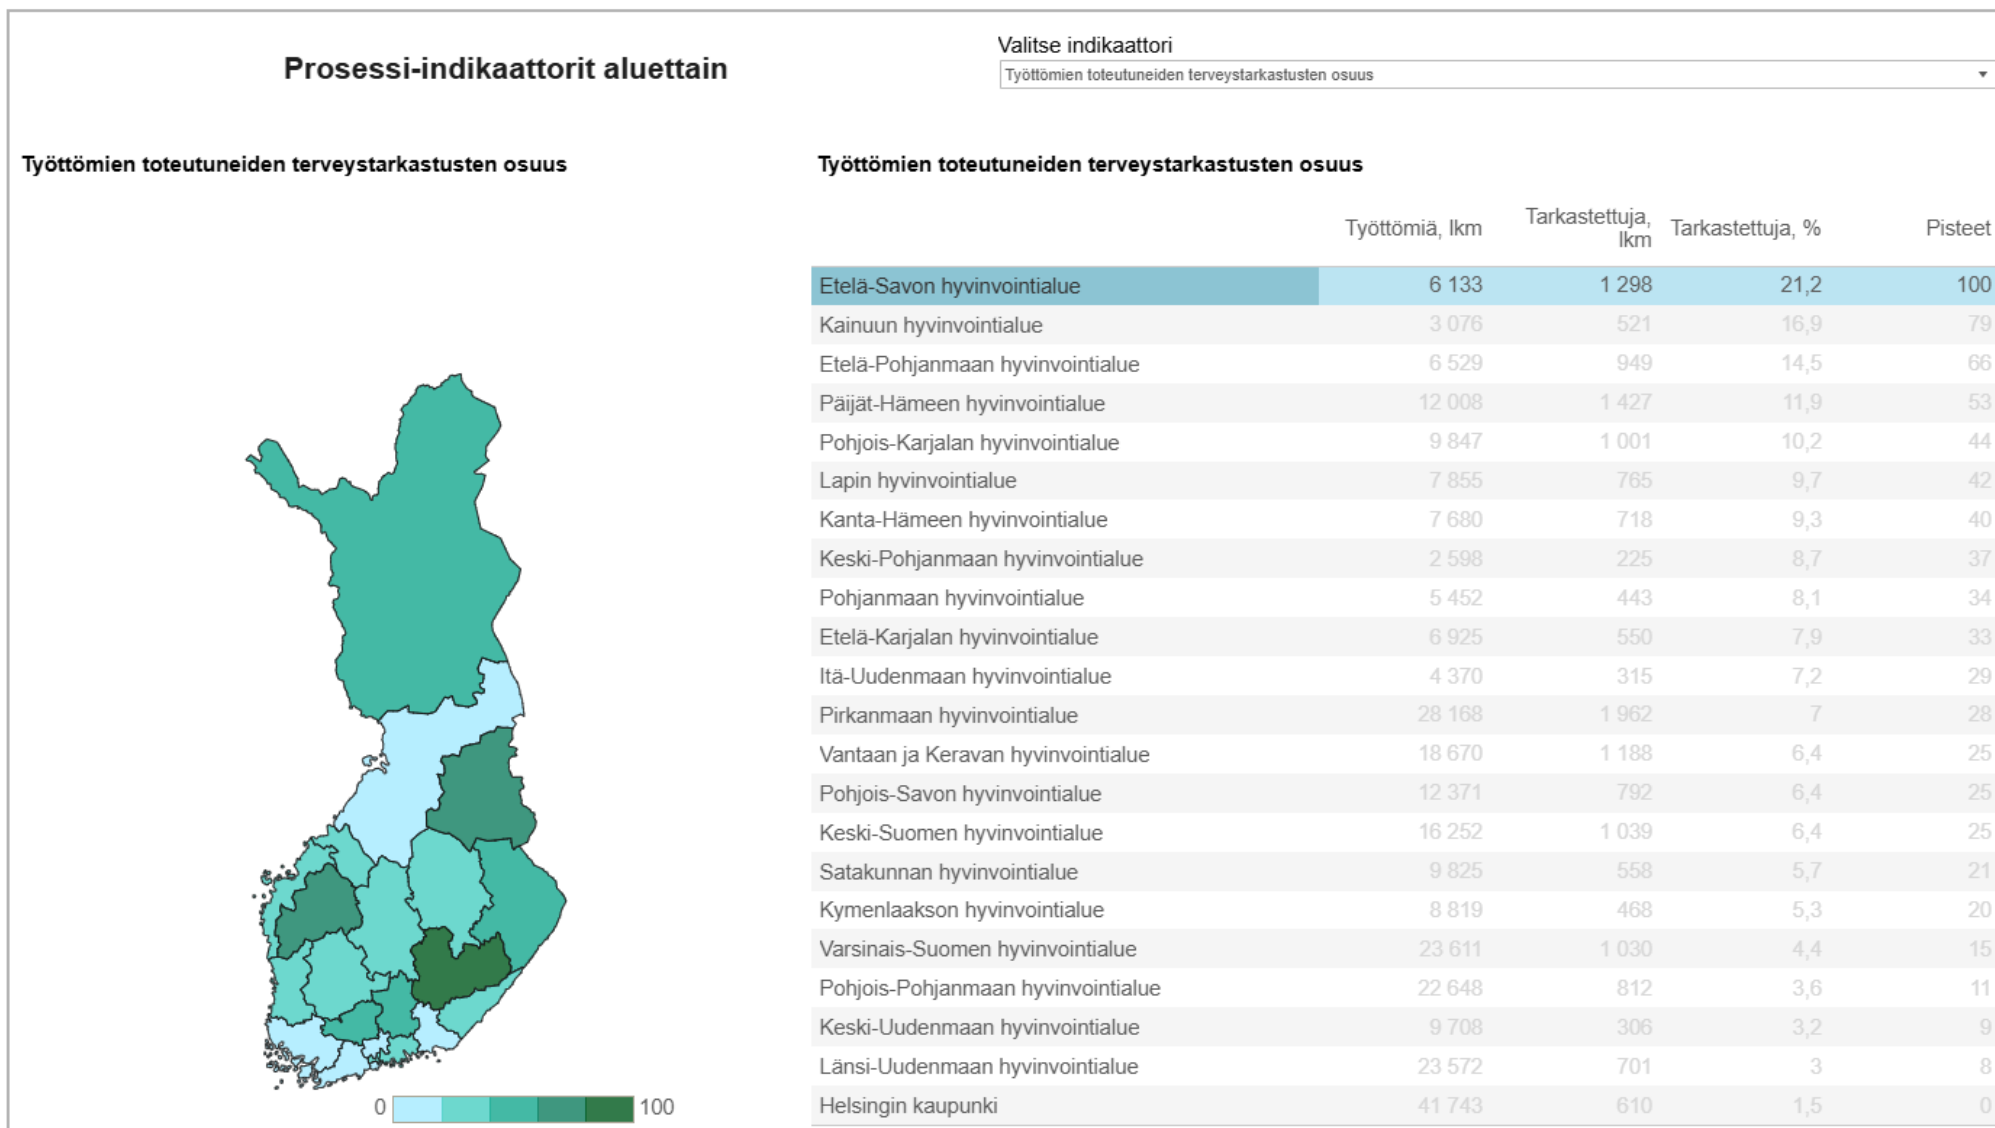 Prosessi-indikaattorit aluettain
Valitse indikaattori
Työttömien toteutuneiden terveystarkastusten osuus
Työttömien toteutuneiden terveystarkastusten osuus
0 100
Työttömien toteutuneiden terveystarkastusten osuus
Työttömiä, lkm Tarkastettuja, lkm Tarkastettuja, % Pisteet
Etelä-Savon hyvinvointialue 6 133 1 298 21,2 100
Kainuun hyvinvointialue 3 076 521 16,9 79
Etelä-Pohjanmaan hyvinvointialue 6 529 949 14,5 66
Päijät-Hämeen hyvinvointialue 12 008 1 427 11,9 53
Pohjois-Karjalan hyvinvointialue 9 847 1 001 10,2 44
Lapin hyvinvointialue 7 855 765 9,7 42
Kanta-Hämeen hyvinvointialue 7 680 718 9,3 40
Keski-Pohjanmaan hyvinvointialue 2 598 225 8,7 37
Pohjanmaan hyvinvointialue 5 452 443 8,1 34
Etelä-Karjalan hyvinvointialue 6 925 550 7,9 33
Itä-Uudenmaan hyvinvointialue 4 370 315 7,2 29
Pirkanmaan hyvinvointialue 28 168 1 962 7 28
Vantaan ja Keravan hyvinvointialue 18 670 1 188 6,4 25
Pohjois-Savon hyvinvointialue 12 371 792 6,4 25
Keski-Suomen hyvinvointialue 16 252 1 039 6,4 25
Satakunnan hyvinvointialue 9 825 558 5,7 21
Kymenlaakson hyvinvointialue 8 819 468 5,3 20
Varsinais-Suomen hyvinvointialue 23 611 1 030 4,4 15
Pohjois-Pohjanmaan hyvinvointialue 22 648 812 3,6 11
Keski-Uudenmaan hyvinvointialue 9 708 306 3,2 9
Länsi-Uudenmaan hyvinvointialue 23 572 701 3 8
Helsingin kaupunki 41 743 610 1,5 0